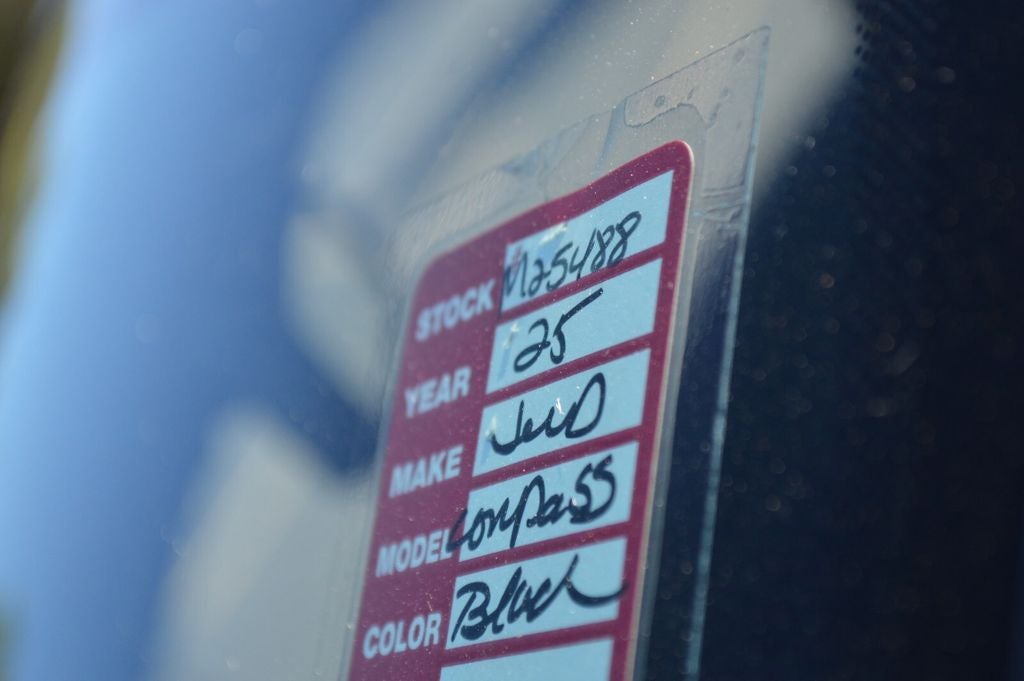 STOCK M25488
YEAR 25
MAKE Jeep
MODEL Compass
COLOR Black